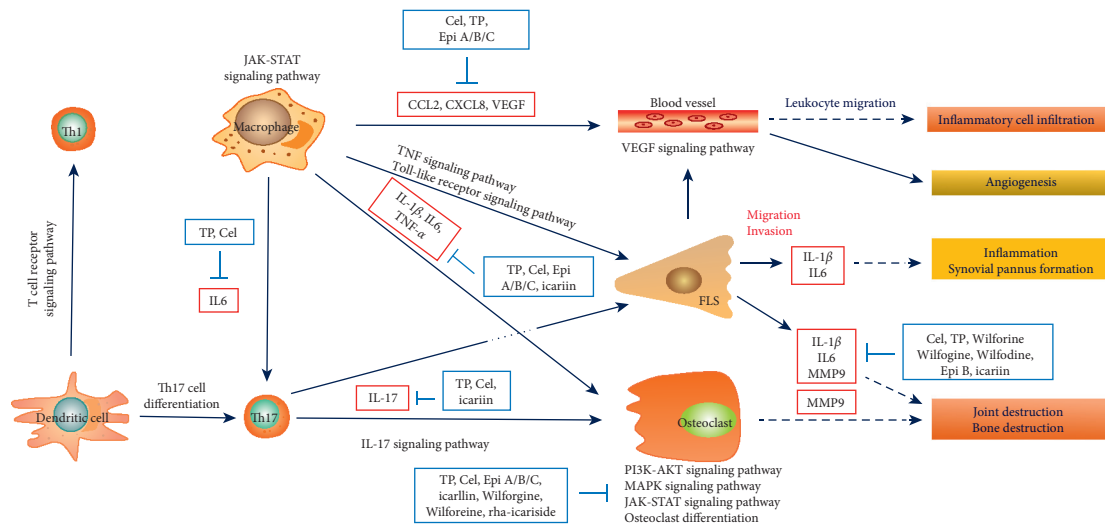 Cel, TP,
Epi A/B/C
JAK-STAT
signaling pathway
Macrophage
CCL2, CXCL8, VEGF
Blood vessel
VEGF signaling pathway
Leukocyte migration
Inflammatory cell infiltration
Angiogenesis
Th1
T cell receptor
signaling pathway
TNF signaling pathway
Toll-like receptor signaling pathway
IL-1β, IL6,
TNF-α
TP, Cel
IL6
TP, Cel, Epi
A/B/C, icariin
FLS
Migration
Invasion
IL-1β
IL6
Inflammation
Synovial pannus formation
IL-1β
IL6
MMP9
Cel, TP, Wilforine
Wilfogine, Wilfodine,
Epi B, icariin
MMP9
Joint destruction
Bone destruction
Dendritic cell
Th17 cell
differentiation
Th17
IL-17
TP, Cel,
icariin
IL-17 signaling pathway
Osteoclast
TP, Cel, Epi A/B/C,
icarllin, Wilforgine,
Wilforeine, rha-icariside
PI3K-AKT signaling pathway
MAPK signaling pathway
JAK-STAT signaling pathway
Osteoclast differentiation